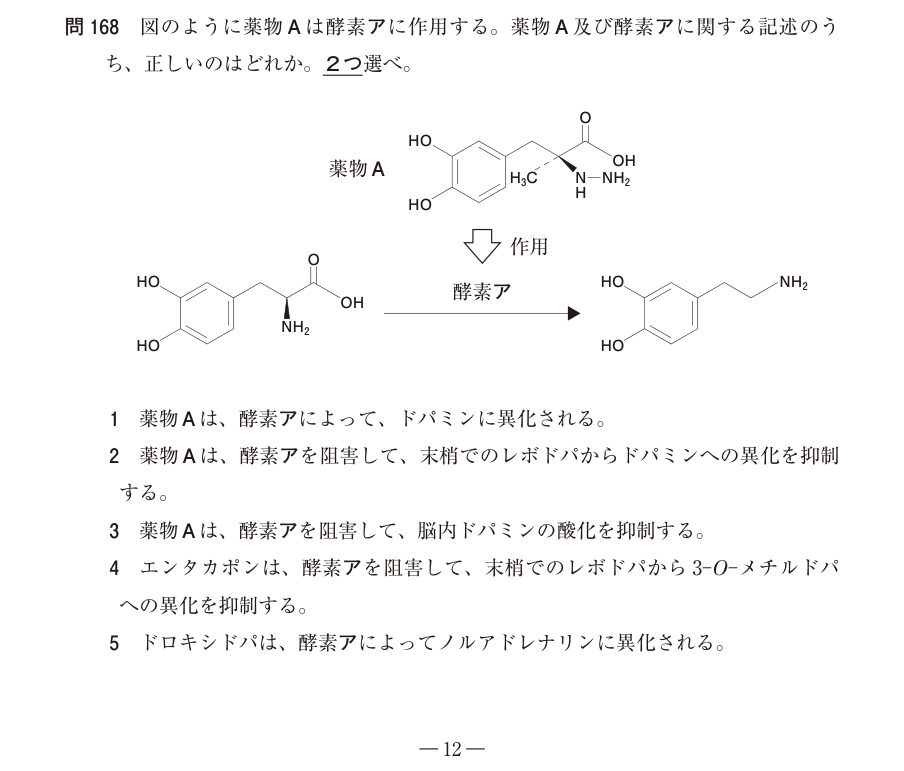 問 168　図のように薬物Aは酵素アに作用する。薬物A及び酵素アに関する記述のう
ち、正しいのはどれか。2つ選べ。
O
HO
OH
薬物A
H₃C
N—NH₂
H
HO
作用
O
HO
OH
酵素ア
NH₂
HO
HO
NH₂
HO
1　薬物Aは、酵素アによって、ドパミンに異化される。
2　薬物Aは、酵素アを阻害して、末梢でのレボドパからドパミンへの異化を抑制
する。
3　薬物Aは、酵素アを阻害して、脳内ドパミンの酸化を抑制する。
4　エンタカポンは、酵素アを阻害して、末梢でのレボドパから3-O-メチルドパ
への異化を抑制する。
5　ドロキシドパは、酵素アによってノルアドレナリンに異化される。
— 12 —